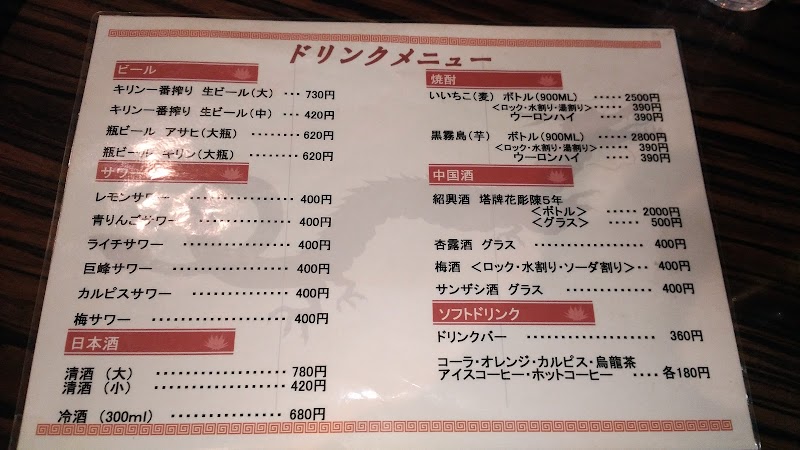 ドリンクメニュー
ビール
キリン一番搾り 生ビール(大) ・・・ 730円
キリン一番搾り 生ビール(中) ・・・ 420円
瓶ビール アサヒ(大瓶) ・・・・・・・・ 620円
瓶ビール キリン(大瓶) ・・・・・・・・ 620円
サワー
レモンサワー ・・・・・・・・・・・・・・・ 400円
青りんごサワー ・・・・・・・・・・・・ 400円
ライチサワー ・・・・・・・・・・・・・・・ 400円
巨峰サワー ・・・・・・・・・・・・・・・ 400円
カルピスサワー ・・・・・・・・・・・・ 400円
梅サワー ・・・・・・・・・・・・・・・・・ 400円
日本酒
清酒 (大) ・・・・・・・・・・・・・・・ 780円
清酒 (小) ・・・・・・・・・・・・・・・ 420円
冷酒 (300ml) ・・・・・・・・・・・・ 680円
焼酎
いいちこ(麦) ボトル(900ML) ・・・・・ 2500円
<ロック・水割り・湯割り> ・・・・ 390円
ウーロンハイ ・・・ 390円
黒霧島(芋) ボトル(900ML) ・・・・・ 2800円
<ロック・水割り・湯割り> ・・・・ 390円
ウーロンハイ ・・・・ 390円
中国酒
紹興酒 塔牌花彫陳5年
<ボトル> ・・・・・ 2000円
<グラス> ・・・・・ 500円
杏露酒 グラス ・・・・・・・・・・・・・ 400円
梅酒 <ロック・水割り・ソーダ割り>・・ 400円
サンザシ酒 グラス ・・・・・・・・・・・ 400円
ソフトドリンク
ドリンクバー ・・・・・・・・・・・・・・・ 360円
コーラ・オレンジ・カルピス・烏龍茶
アイスコーヒー・ホットコーヒー ・・・・ 各180円